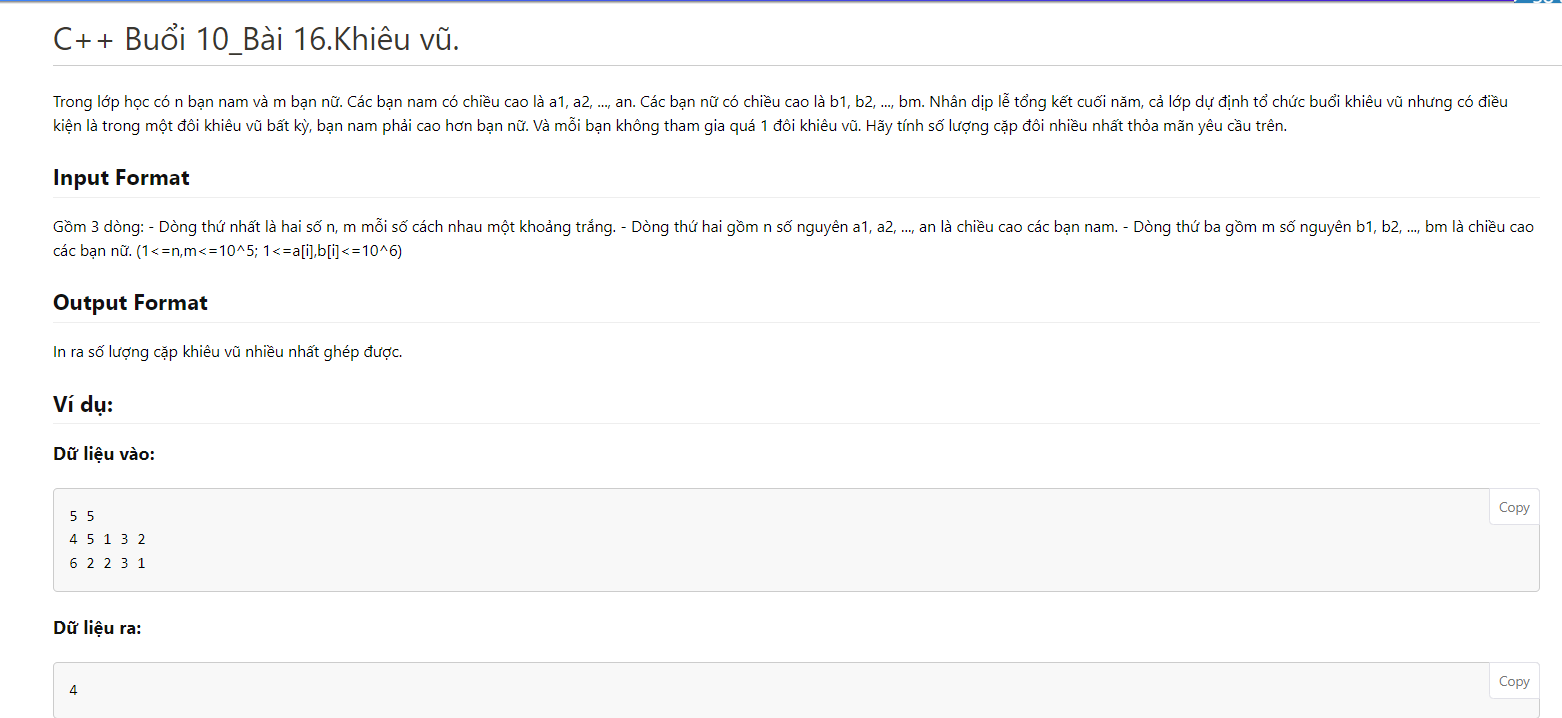 C++ Buổi 10_Bài 16.Khiêu vũ.
Trong lớp học có n bạn nam và m bạn nữ. Các bạn nam có chiều cao là a1, a2, ..., an. Các bạn nữ có chiều cao là b1, b2, ..., bm. Nhân dịp lễ tổng kết cuối năm, cả lớp dự định tổ chức buổi khiêu vũ nhưng có điều
kiện là trong một đôi khiêu vũ bất kỳ, bạn nam phải cao hơn bạn nữ. Và mỗi bạn không tham gia quá 1 đôi khiêu vũ. Hãy tính số lượng cặp đôi nhiều nhất thỏa mãn yêu cầu trên.
Input Format
Gồm 3 dòng: - Dòng thứ nhất là hai số n, m mỗi số cách nhau một khoảng trắng. - Dòng thứ hai gồm n số nguyên a1, a2, ..., an là chiều cao các bạn nam. - Dòng thứ ba gồm m số nguyên b1, b2, ..., bm là chiều cao
các bạn nữ. (1<=n,m<=10^5; 1<=a[i],b[i]<=10^6)
Output Format
In ra số lượng cặp khiêu vũ nhiều nhất ghép được.
Ví dụ:
Dữ liệu vào:
Copy
5 5
4 5 1 3 2
6 2 2 3 1
Dữ liệu ra:
Copy
4